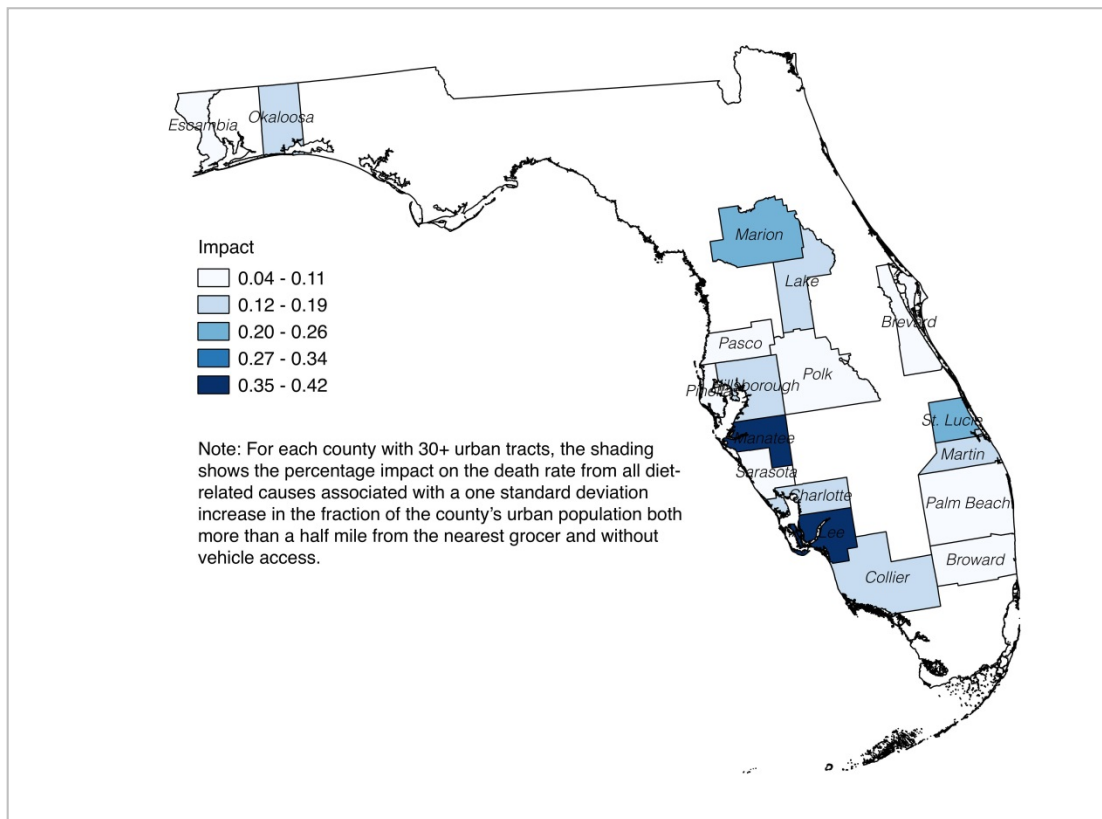 Escambia
Okaloosa
Marion
Impact
0.04 - 0.11
0.12 - 0.19
0.20 - 0.26
0.27 - 0.34
0.35 - 0.42
Lake
Brevard
Pasco
Polk
Hillsborough
Pinellas
St. Lucie
Manatee
Martin
Sarasota
Charlotte
Palm Beach
Lee
Broward
Collier
Note: For each county with 30+ urban tracts, the shading
shows the percentage impact on the death rate from all diet-
related causes associated with a one standard deviation
increase in the fraction of the county's urban population both
more than a half mile from the nearest grocer and without
vehicle access.